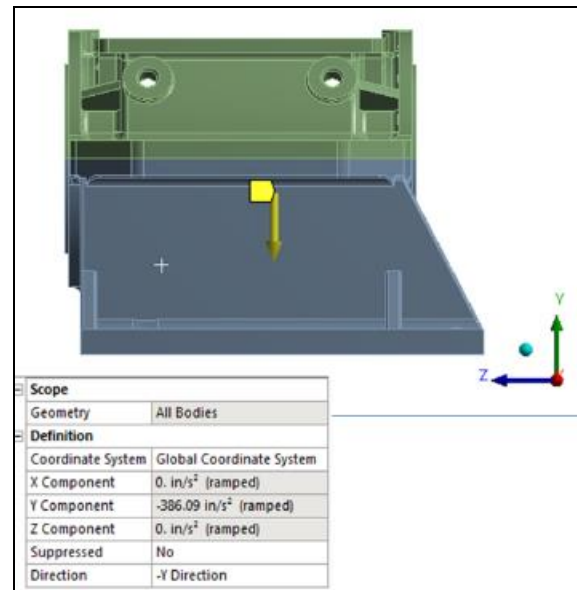 Y
Z
Scope
Geometry All Bodies
Definition
Coordinate System Global Coordinate System
X Component 0. in/s² (ramped)
Y Component -386.09 in/s² (ramped)
Z Component 0. in/s² (ramped)
Suppressed No
Direction -Y Direction